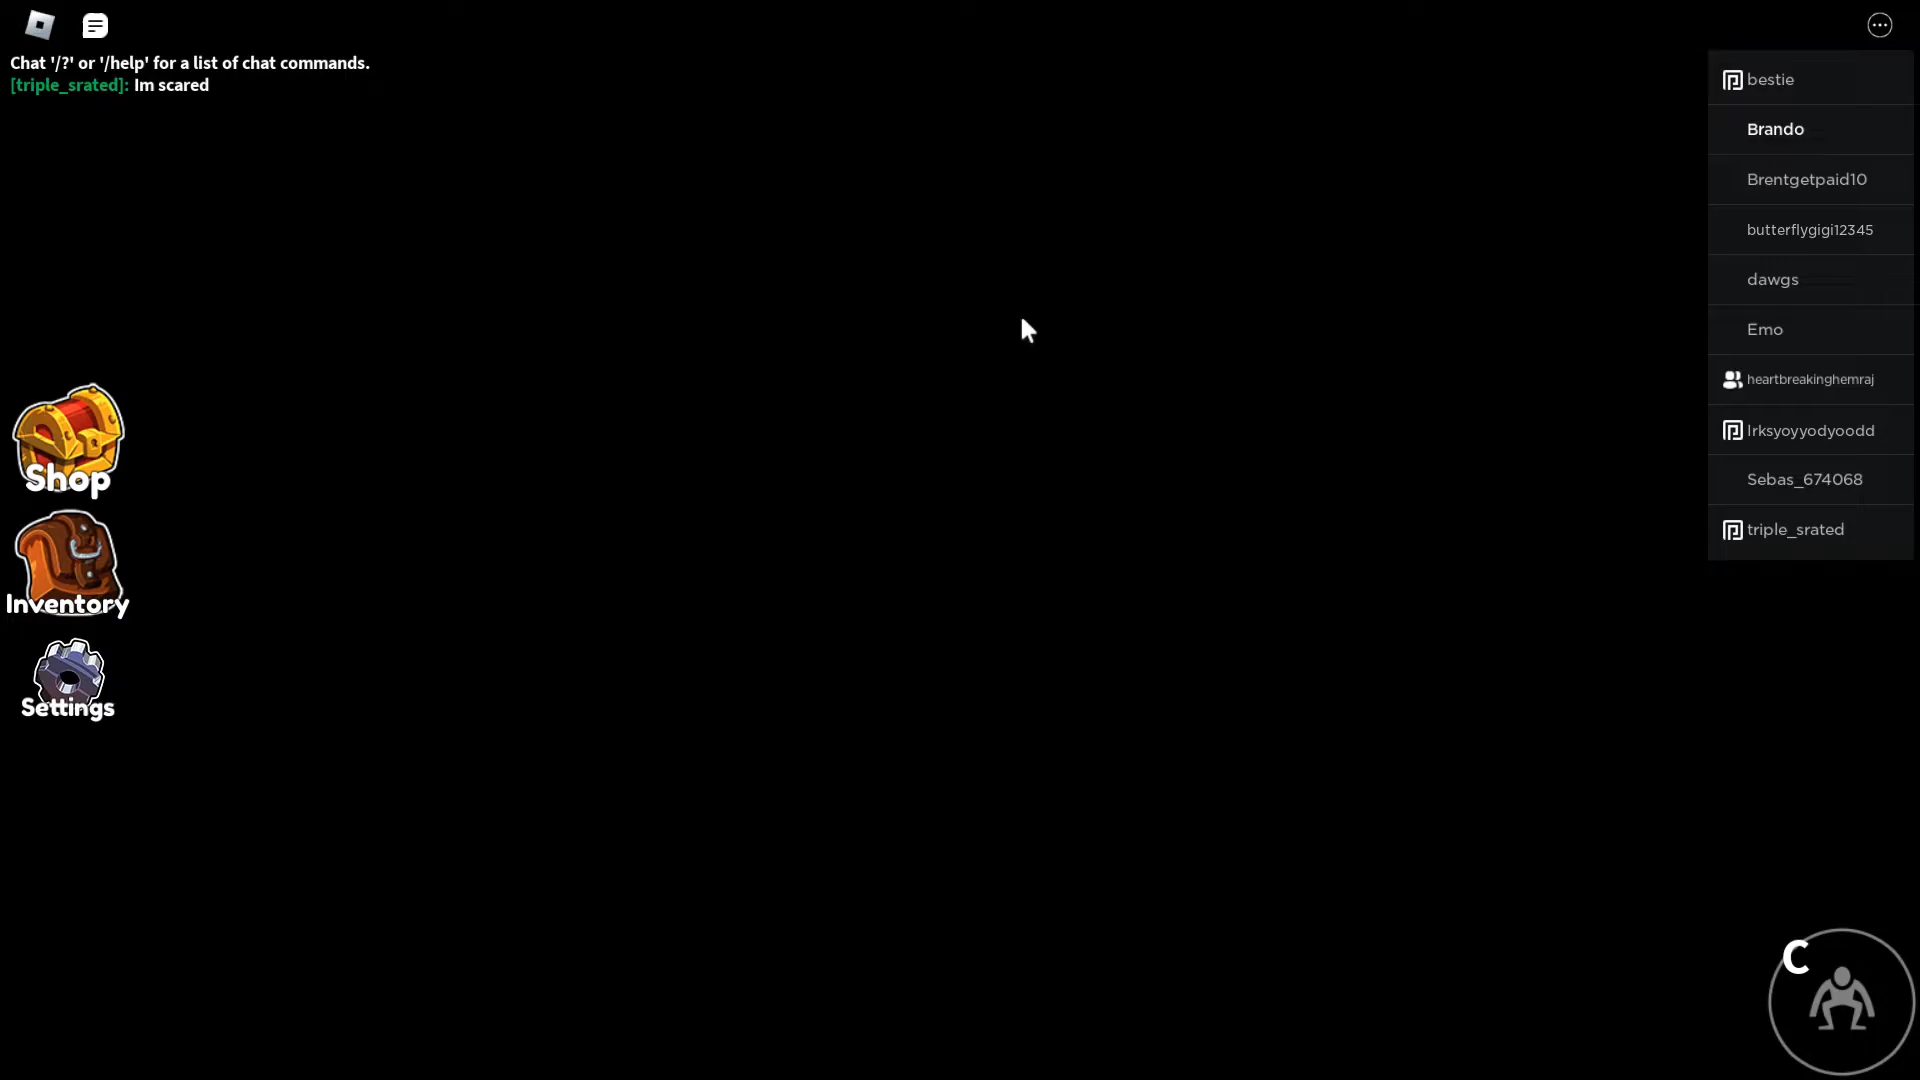 Chat '/?' or '/help' for a list of chat commands.
[triple_srated]: Im scared
bestie
Brando
Brentgetpaid10
butterflygigi12345
dawgs
Emo
heartbreakinghemraj
Irksyoyyodyoodd
Sebas_674068
triple_srated
Shop
Inventory
Settings
C